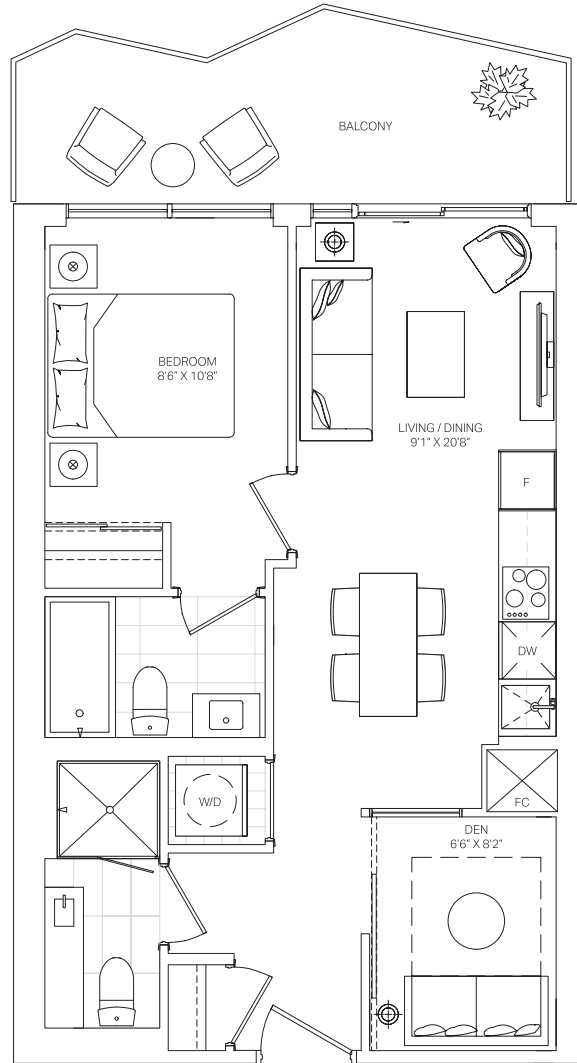 BALCONY
BEDROOM
8'6" X 10'8"
LIVING / DINING
9'1" X 20'8"
F
DW
W/D
FC
DEN
6'6" X 8'2"